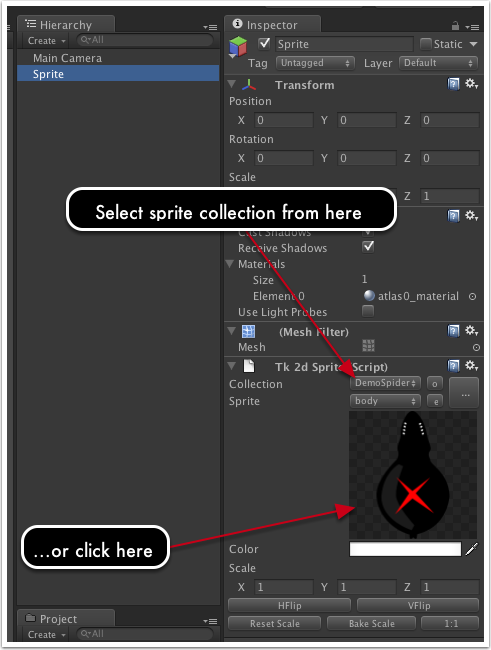 Hierarchy
Create
All
Main Camera
Sprite
Inspector
Sprite
Static
Tag Untagged Layer Default
Transform
Position
X 0 Y 0 Z 0
Rotation
X 0 Y 0 Z 0
Scale
Z 1
Select sprite collection from here
Cast Shadows
Receive Shadows
Materials
Size 1
Element 0 atlas0_material
Use Light Probes
(Mesh Filter)
Mesh
Tk 2d Sprite (Script)
Collection DemoSpider o ...
Sprite body e
...or click here
Color
Scale
X 1 Y 1 Z 1
HFlip VFlip
Reset Scale Bake Scale 1:1
Project
Create
All